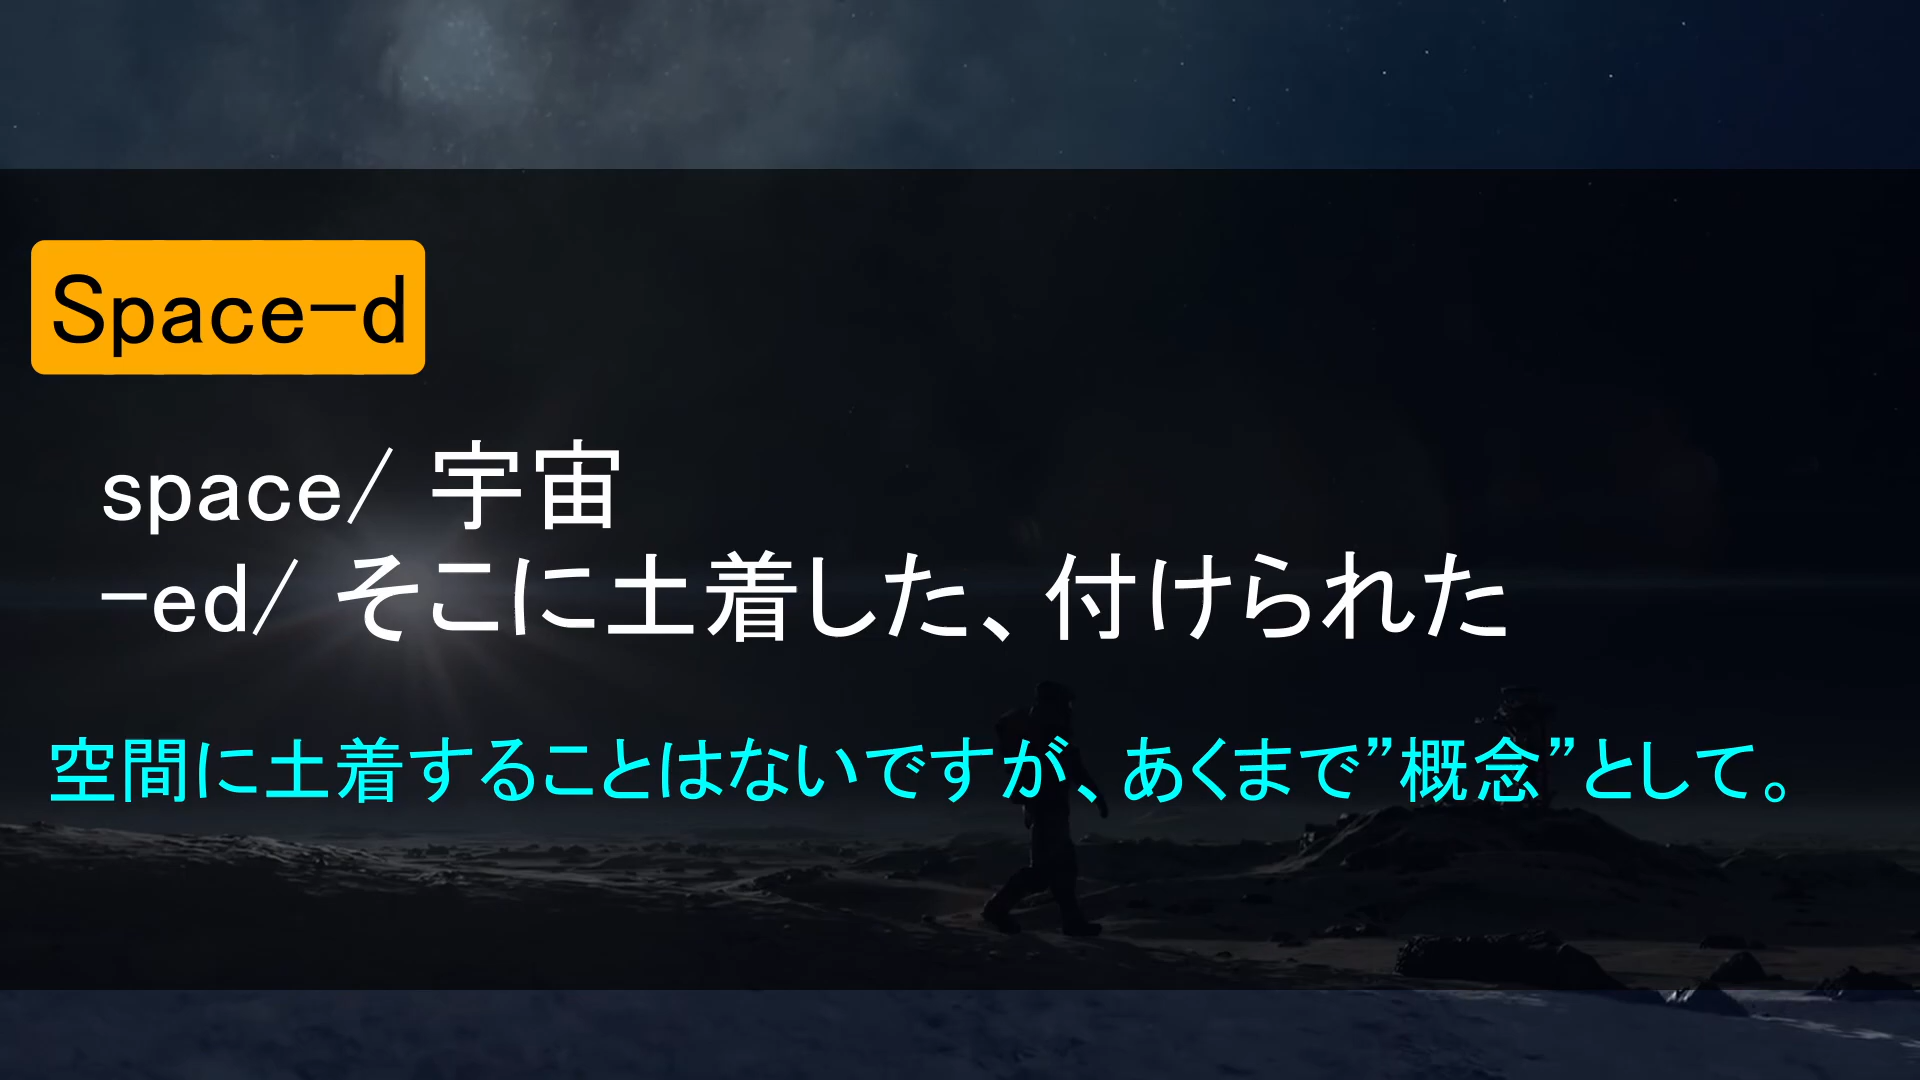 Space-d
space/ 宇宙
-ed/ そこに土着した、付けられた
空間に土着することはないですが、あくまで”概念”として。